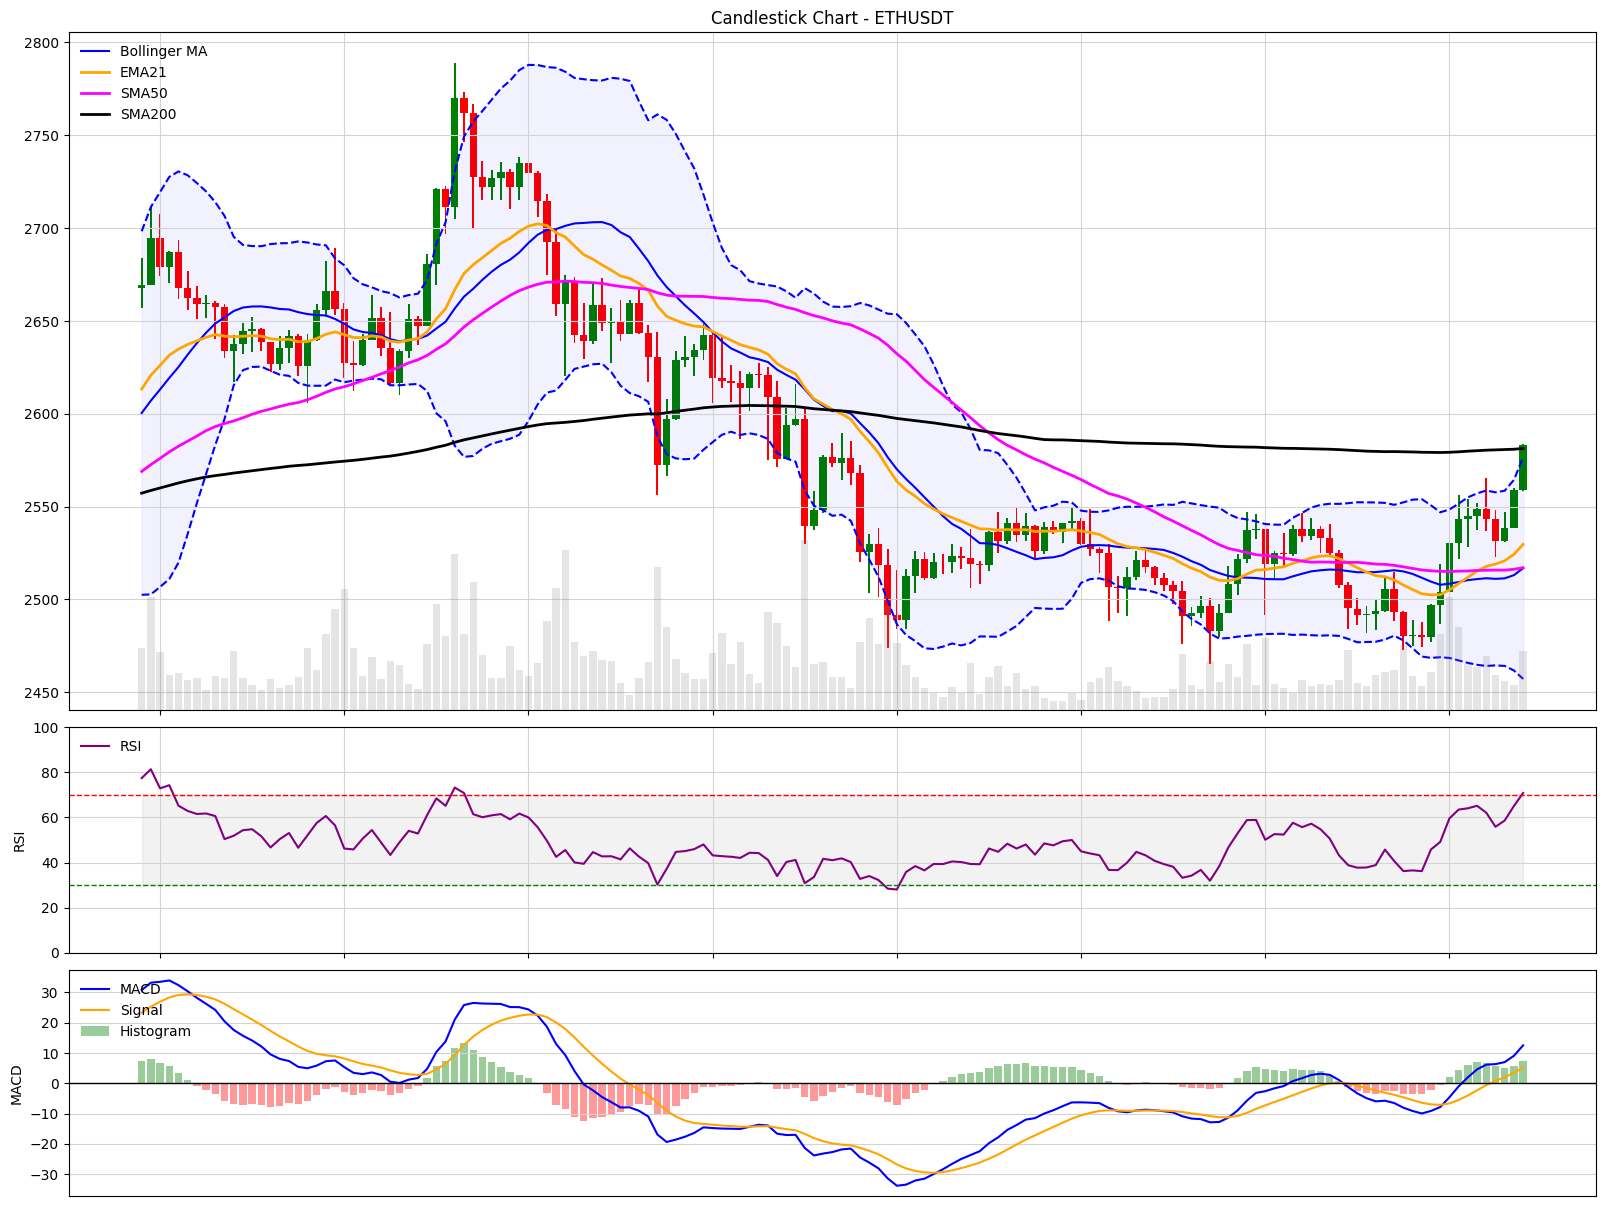 Candlestick Chart - ETHUSDT
2800
2750
2700
2650
2600
2550
2500
2450
Bollinger MA
EMA21
SMA50
SMA200
100
80
60
40
20
0
RSI
RSI
30
20
10
0
−10
−20
−30
MACD
MACD
Signal
Histogram